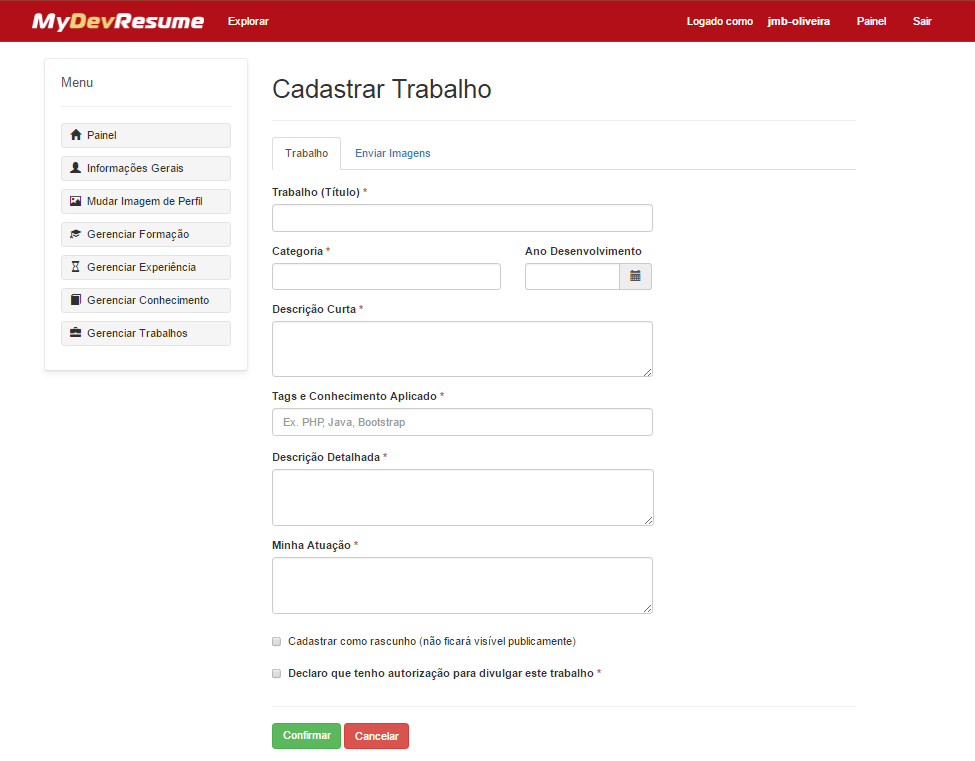 MyDevResume Explorar Logado como jmb-oliveira Painel Sair
Menu
Painel
Informações Gerais
Mudar Imagem de Perfil
Gerenciar Formação
Gerenciar Experiência
Gerenciar Conhecimento
Gerenciar Trabalhos
Cadastrar Trabalho
Trabalho Enviar Imagens
Trabalho (Título) *
Categoria * Ano Desenvolvimento
Descrição Curta *
Tags e Conhecimento Aplicado *
Ex. PHP, Java, Bootstrap
Descrição Detalhada *
Minha Atuação *
Cadastrar como rascunho (não ficará visível publicamente)
Declaro que tenho autorização para divulgar este trabalho *
Confirmar Cancelar